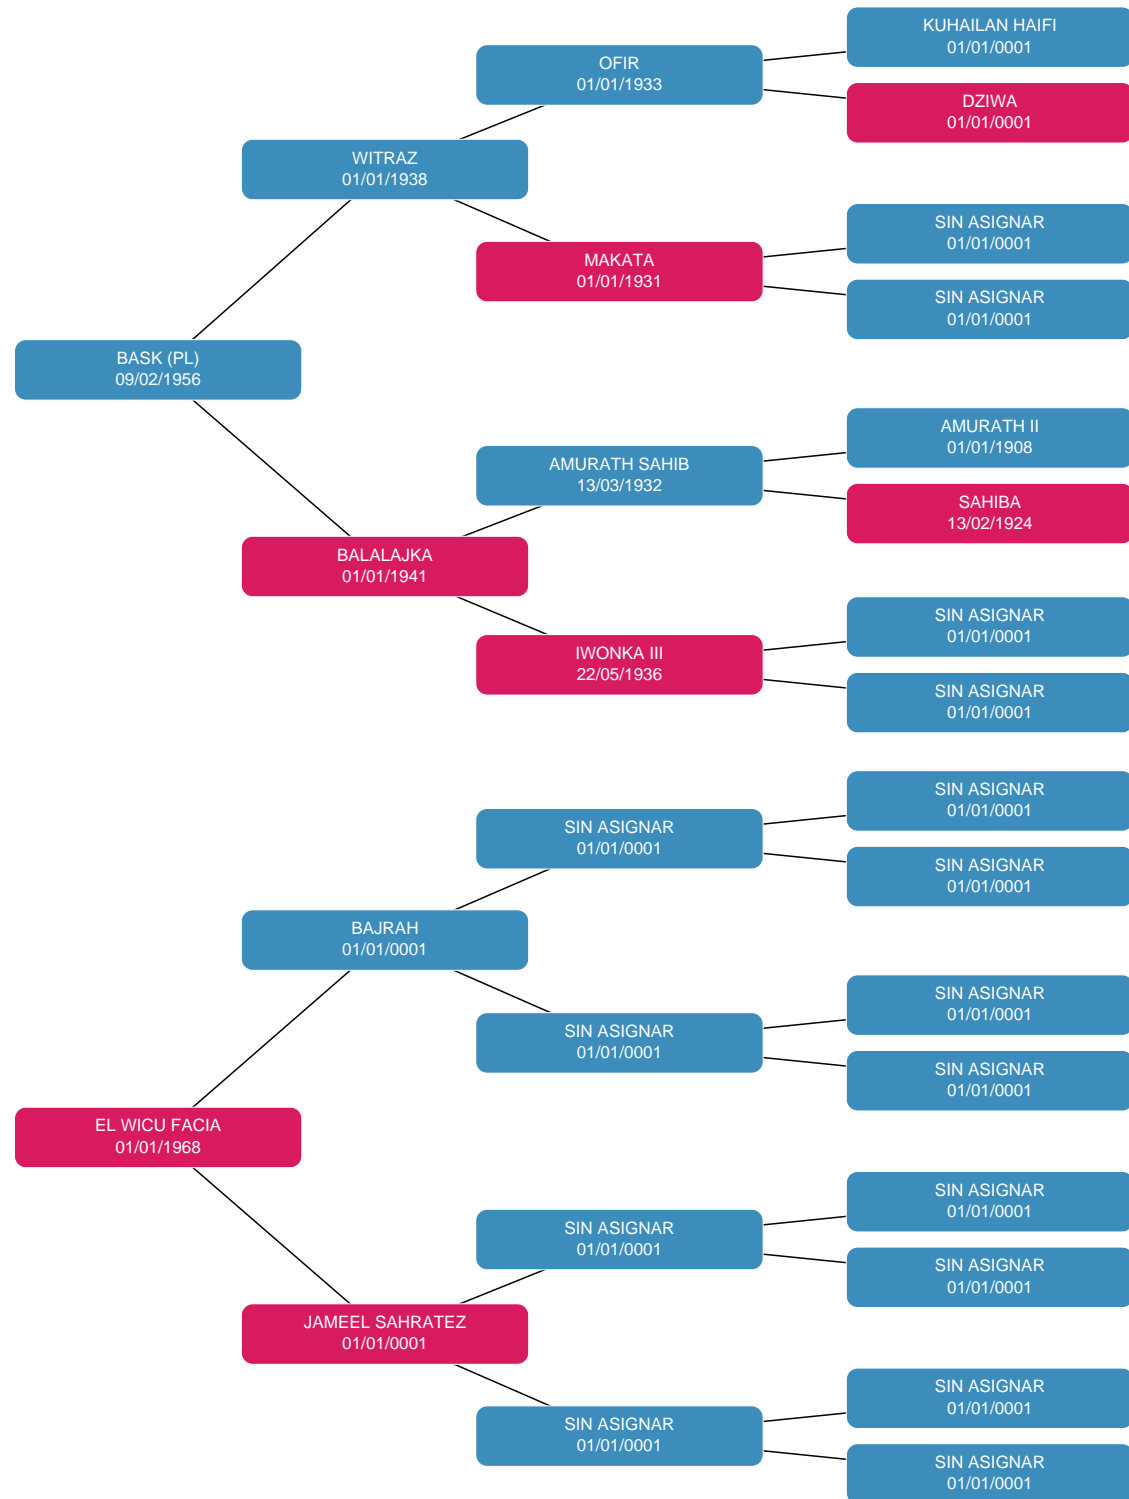 KUHAILAN HAIFI
01/01/0001
OFIR
01/01/1933
DZIWA
01/01/0001
WITRAZ
01/01/1938
SIN ASIGNAR
01/01/0001
MAKATA
01/01/1931
SIN ASIGNAR
01/01/0001
BASK (PL)
09/02/1956
AMURATH II
01/01/1908
AMURATH SAHIB
13/03/1932
SAHIBA
13/02/1924
BALALAJKA
01/01/1941
SIN ASIGNAR
01/01/0001
IWONKA III
22/05/1936
SIN ASIGNAR
01/01/0001
SIN ASIGNAR
01/01/0001
SIN ASIGNAR
01/01/0001
SIN ASIGNAR
01/01/0001
BAJRAH
01/01/0001
SIN ASIGNAR
01/01/0001
SIN ASIGNAR
01/01/0001
SIN ASIGNAR
01/01/0001
EL WICU FACIA
01/01/1968
SIN ASIGNAR
01/01/0001
SIN ASIGNAR
01/01/0001
SIN ASIGNAR
01/01/0001
JAMEEL SAHRATEZ
01/01/0001
SIN ASIGNAR
01/01/0001
SIN ASIGNAR
01/01/0001
SIN ASIGNAR
01/01/0001